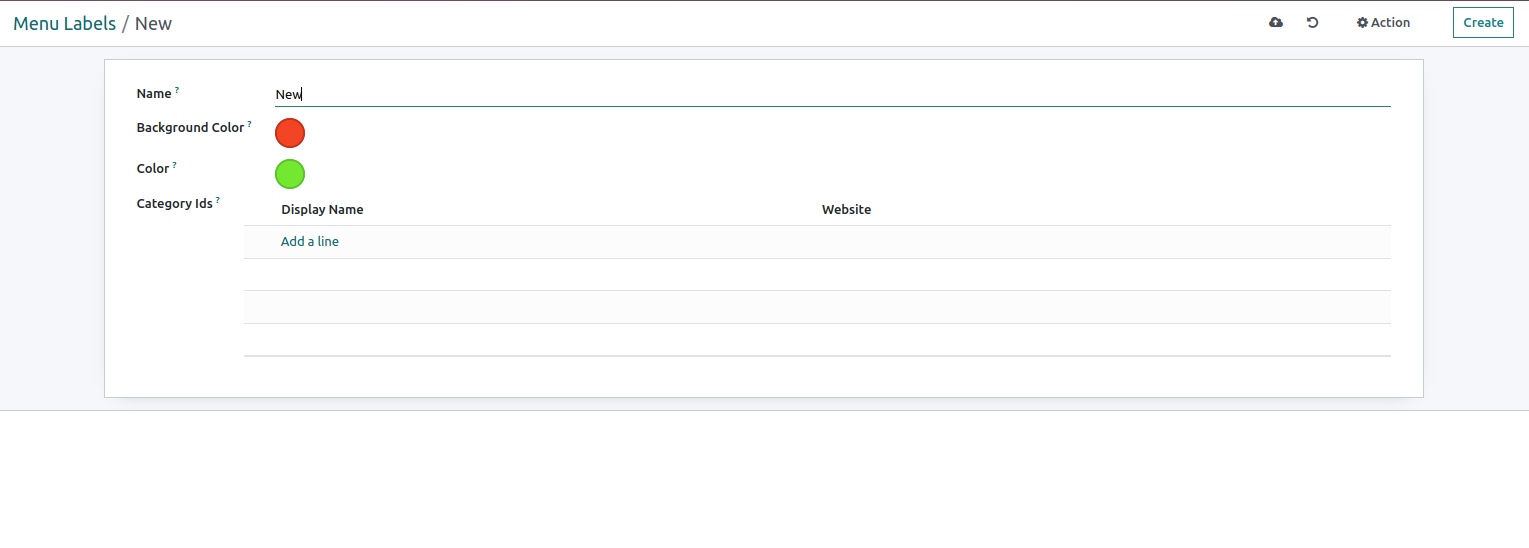 Menu Labels / New
Action
Create
Name ?
New
Background Color ?
Color ?
Category Ids ?
Display Name Website
Add a line